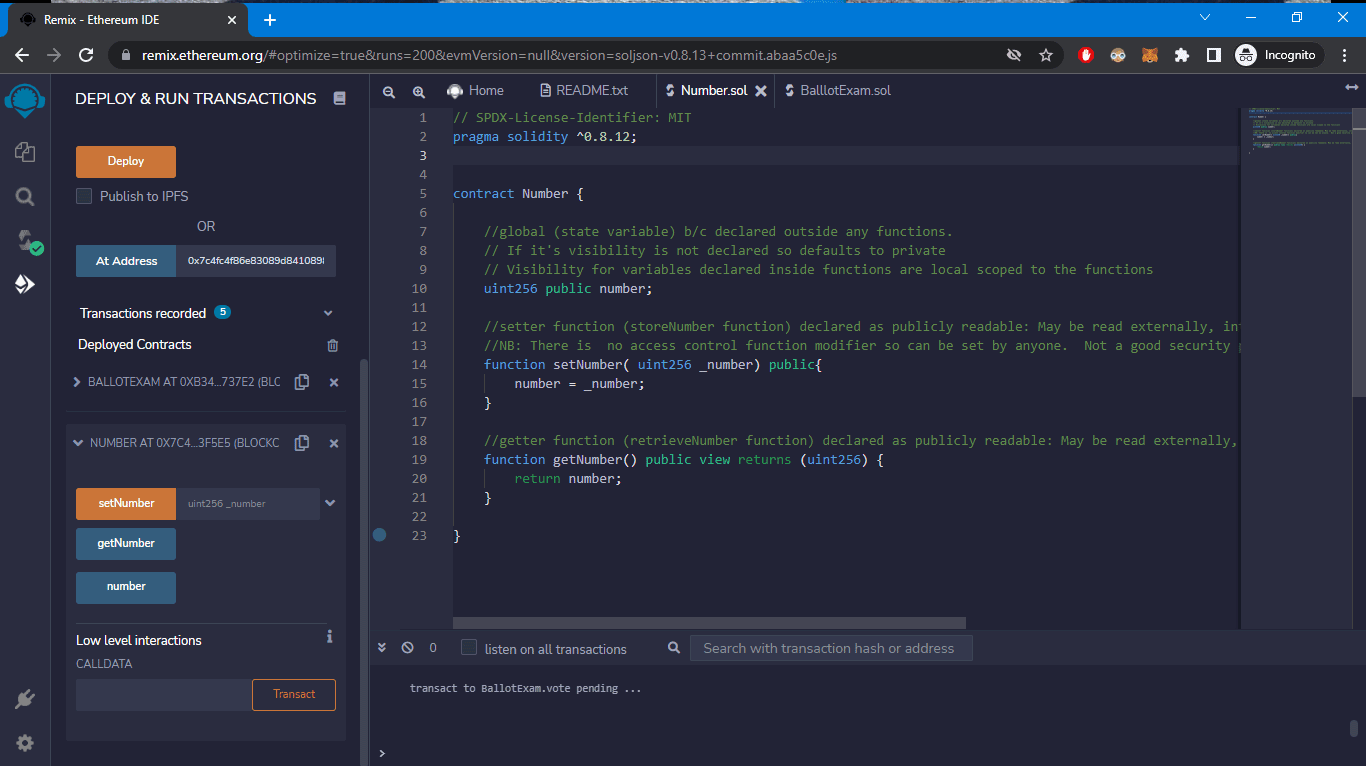 Remix - Ethereum IDE
remix.ethereum.org/#optimize=true&runs=200&evmVersion=null&version=soljson-v0.8.13+commit.abaa5c0e.js
Incognito
DEPLOY & RUN TRANSACTIONS
Deploy
Publish to IPFS
OR
At Address
0x7c4fc4f86e83089d841089
Transactions recorded 5
Deployed Contracts
BALLOTEXAM AT 0XB34...737E2 (BLC
NUMBER AT 0X7C4...3F5E5 (BLOCKC
setNumber
uint256 _number
getNumber
number
Low level interactions
i
CALLDATA
Transact
Home
README.txt
Number.sol
BalllotExam.sol
1 // SPDX-License-Identifier: MIT
2 pragma solidity ^0.8.12;
3
4
5 contract Number {
6
7 //global (state variable) b/c declared outside any functions.
8 // If it's visibility is not declared so defaults to private
9 // Visibility for variables declared inside functions are local scoped to the functions
10 uint256 public number;
11
12 //setter function (storeNumber function) declared as publicly readable: May be read externally, in
13 //NB: There is  no access control function modifier so can be set by anyone.  Not a good security
14 function setNumber( uint256 _number) public{
15 number = _number;
16 }
17
18 //getter function (retrieveNumber function) declared as publicly readable: May be read externally,
19 function getNumber() public view returns (uint256) {
20 return number;
21 }
22
23 }
0
listen on all transactions
Search with transaction hash or address
transact to BallotExam.vote pending ...
>